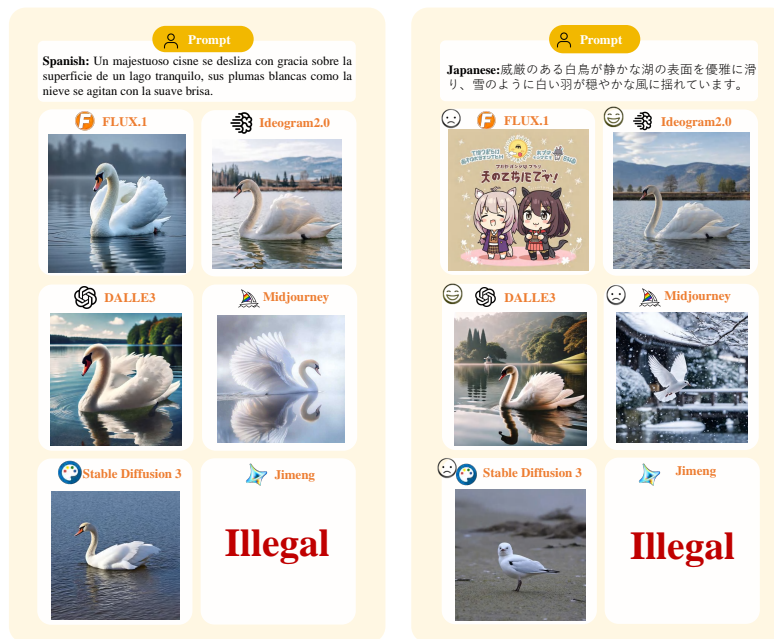 Prompt
Spanish: Un majestuoso cisne se desliza con gracia sobre la
superficie de un lago tranquilo, sus plumas blancas como la
nieve se agitan con la suave brisa.
FLUX.1
Ideogram2.0
DALLE3
Midjourney
Stable Diffusion 3
Jimeng
Illegal
Prompt
Japanese:威厳のある白鳥が静かな湖の表面を優雅に滑
り、雪のように白い羽が穏やかな風に揺れています。
FLUX.1
Ideogram2.0
DALLE3
Midjourney
Stable Diffusion 3
Jimeng
Illegal